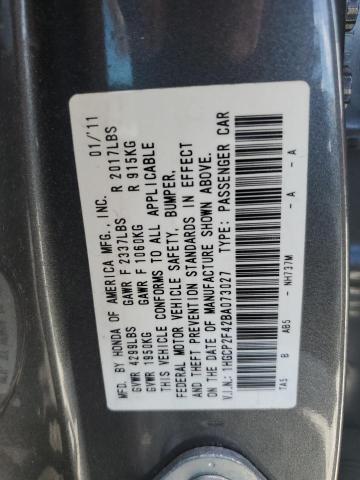 MFD. BY HONDA OF AMERICA MFG., INC. 01/'11
GVWR 4299LBS GAWR F 2337LBS R 2017LBS
GVWR 1950KG GAWR F 1060KG R 915KG
THIS VEHICLE CONFORMS TO ALL APPLICABLE
FEDERAL MOTOR VEHICLE SAFETY, BUMPER,
AND THEFT PREVENTION STANDARDS IN EFFECT
ON THE DATE OF MANUFACTURE SHOWN ABOVE.
V.I.N.: 1HGCP2F42BA073027 TYPE: PASSENGER CAR
TA5 B AB5 - NH737M - A - A